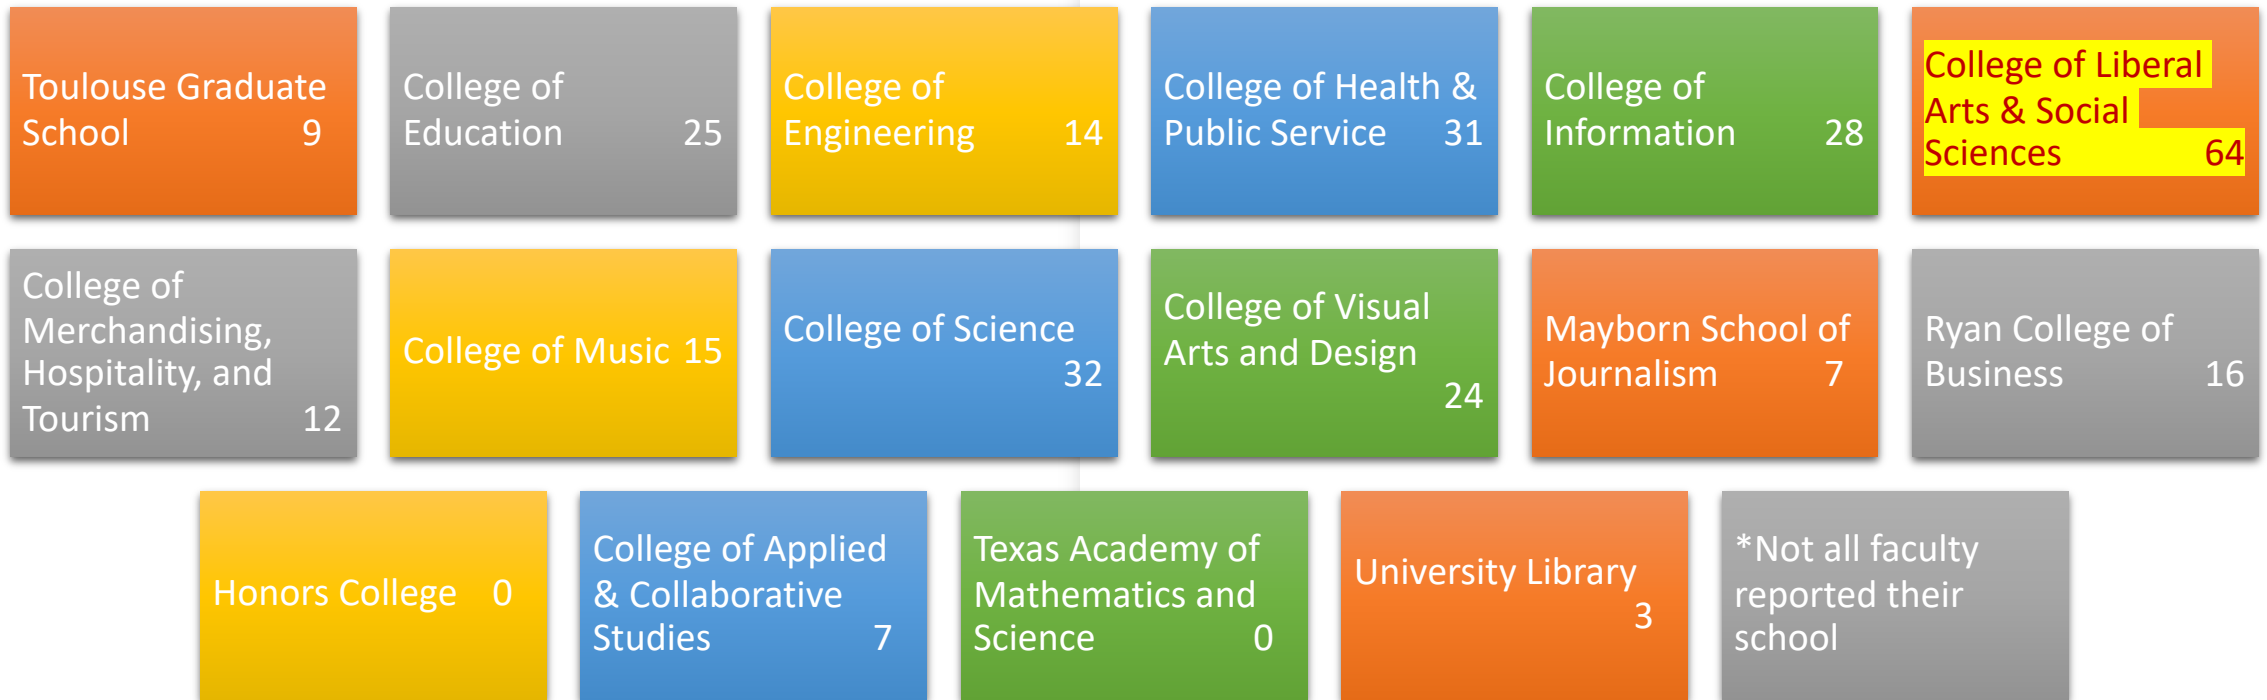 Toulouse Graduate
School 9
College of
Education 25
College of
Engineering 14
College of Health &
Public Service 31
College of
Information 28
College of Liberal
Arts & Social
Sciences 64
College of
Merchandising,
Hospitality, and
Tourism 12
College of Music 15
College of Science
32
College of Visual
Arts and Design
24
Mayborn School of
Journalism 7
Ryan College of
Business 16
Honors College 0
College of Applied
& Collaborative
Studies 7
Texas Academy of
Mathematics and
Science 0
University Library
3
*Not all faculty
reported their
school